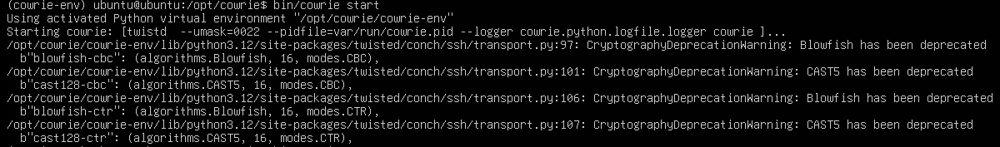 (cowrie-env) ubuntu@ubuntu:/opt/cowrie$ bin/cowrie start
Using activated Python virtual environment "/opt/cowrie/cowrie-env"
Starting cowrie: [twistd  --umask=0022 --pidfile=var/run/cowrie.pid --logger cowrie.python.logfile.logger cowrie ]...
/opt/cowrie/cowrie-env/lib/python3.12/site-packages/twisted/conch/ssh/transport.py:97: CryptographyDeprecationWarning: Blowfish has been deprecated
  b"blowfish-cbc": (algorithms.Blowfish, 16, modes.CBC),
/opt/cowrie/cowrie-env/lib/python3.12/site-packages/twisted/conch/ssh/transport.py:101: CryptographyDeprecationWarning: CAST5 has been deprecated
  b"cast128-cbc": (algorithms.CAST5, 16, modes.CBC),
/opt/cowrie/cowrie-env/lib/python3.12/site-packages/twisted/conch/ssh/transport.py:106: CryptographyDeprecationWarning: Blowfish has been deprecated
  b"blowfish-ctr": (algorithms.Blowfish, 16, modes.CTR),
/opt/cowrie/cowrie-env/lib/python3.12/site-packages/twisted/conch/ssh/transport.py:107: CryptographyDeprecationWarning: CAST5 has been deprecated
  b"cast128-ctr": (algorithms.CAST5, 16, modes.CTR),